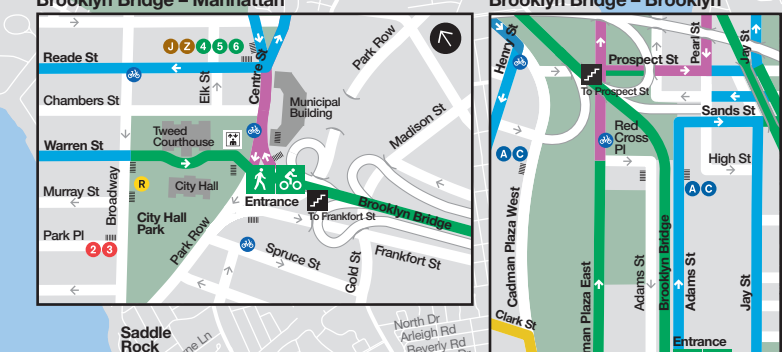 Brooklyn Bridge – Manhattan
Reade St
J Z 4 5 6
Elk St
Centre St
Park Row
Chambers St
Municipal
Building
Madison St
Tweed
Courthouse
Warren St
City Hall
Murray St
Broadway
R
City Hall
Park
Entrance
To Frankfort St
Brooklyn Bridge
Park Pl
2 3
Park Row
Spruce St
Gold St
Frankfort St
Saddle
Rock
North Dr
Arleigh Rd
Beverly Rd
Brooklyn Bridge – Brooklyn
Henry St
Prospect St
Pearl St
Jay St
To Prospect St
Sands St
Red
Cross
Pl
A C
High St
A C
Cadman Plaza West
Brooklyn Bridge
Adams St
Adams St
Jay St
man Plaza East
Clark St
Entrance